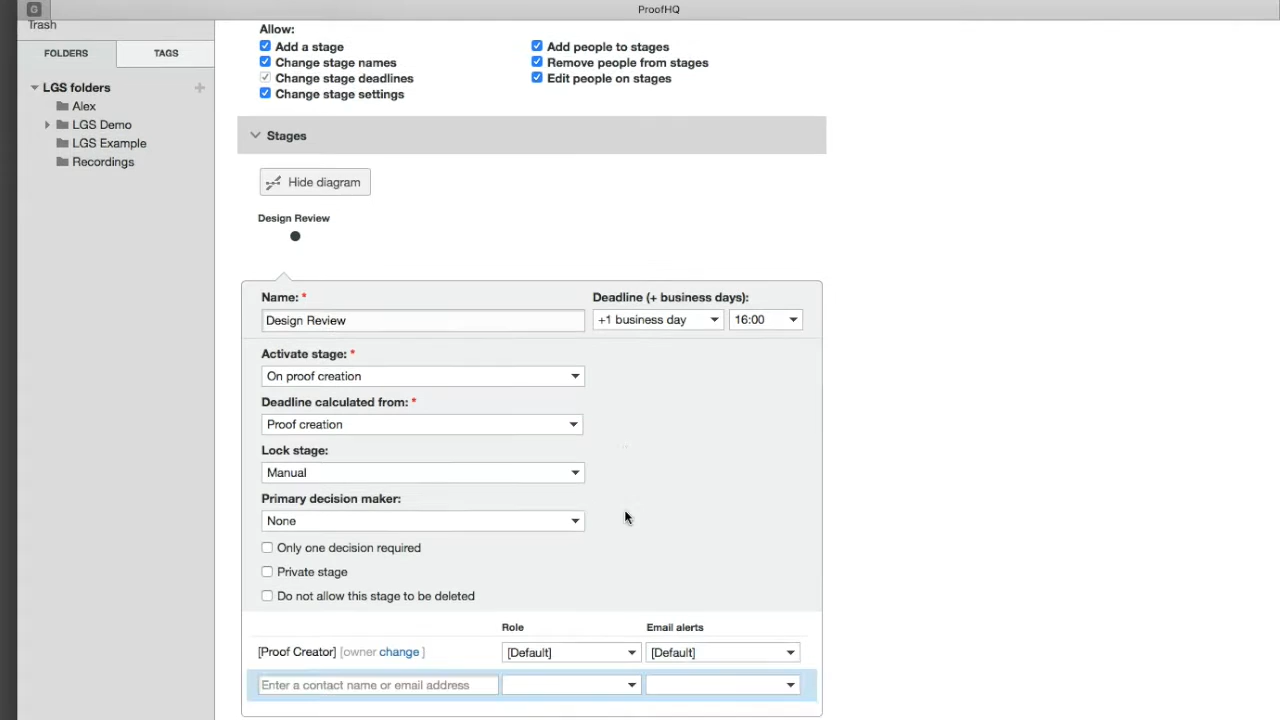 G
ProofHQ
Trash
FOLDERS
TAGS
LGS folders
Alex
LGS Demo
LGS Example
Recordings
Allow:
Add a stage
Add people to stages
Change stage names
Remove people from stages
Change stage deadlines
Edit people on stages
Change stage settings
Stages
Hide diagram
Design Review
Name: *
Deadline (+ business days):
Design Review
+1 business day
16:00
Activate stage: *
On proof creation
Deadline calculated from: *
Proof creation
Lock stage:
Manual
Primary decision maker:
None
Only one decision required
Private stage
Do not allow this stage to be deleted
Role
Email alerts
[Proof Creator] [owner change ]
[Default]
[Default]
Enter a contact name or email address